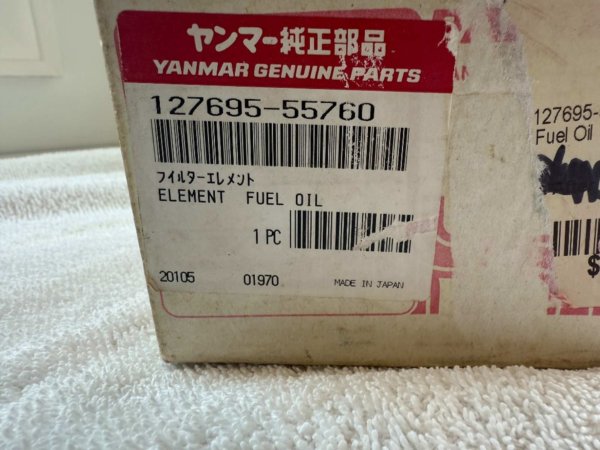 ヤンマー純正部品
YANMAR GENUINE PARTS
127695-55760
フイルターエレメント
ELEMENT FUEL OIL
1 PC
20105 01970 MADE IN JAPAN
127695-
Fuel Oil
$